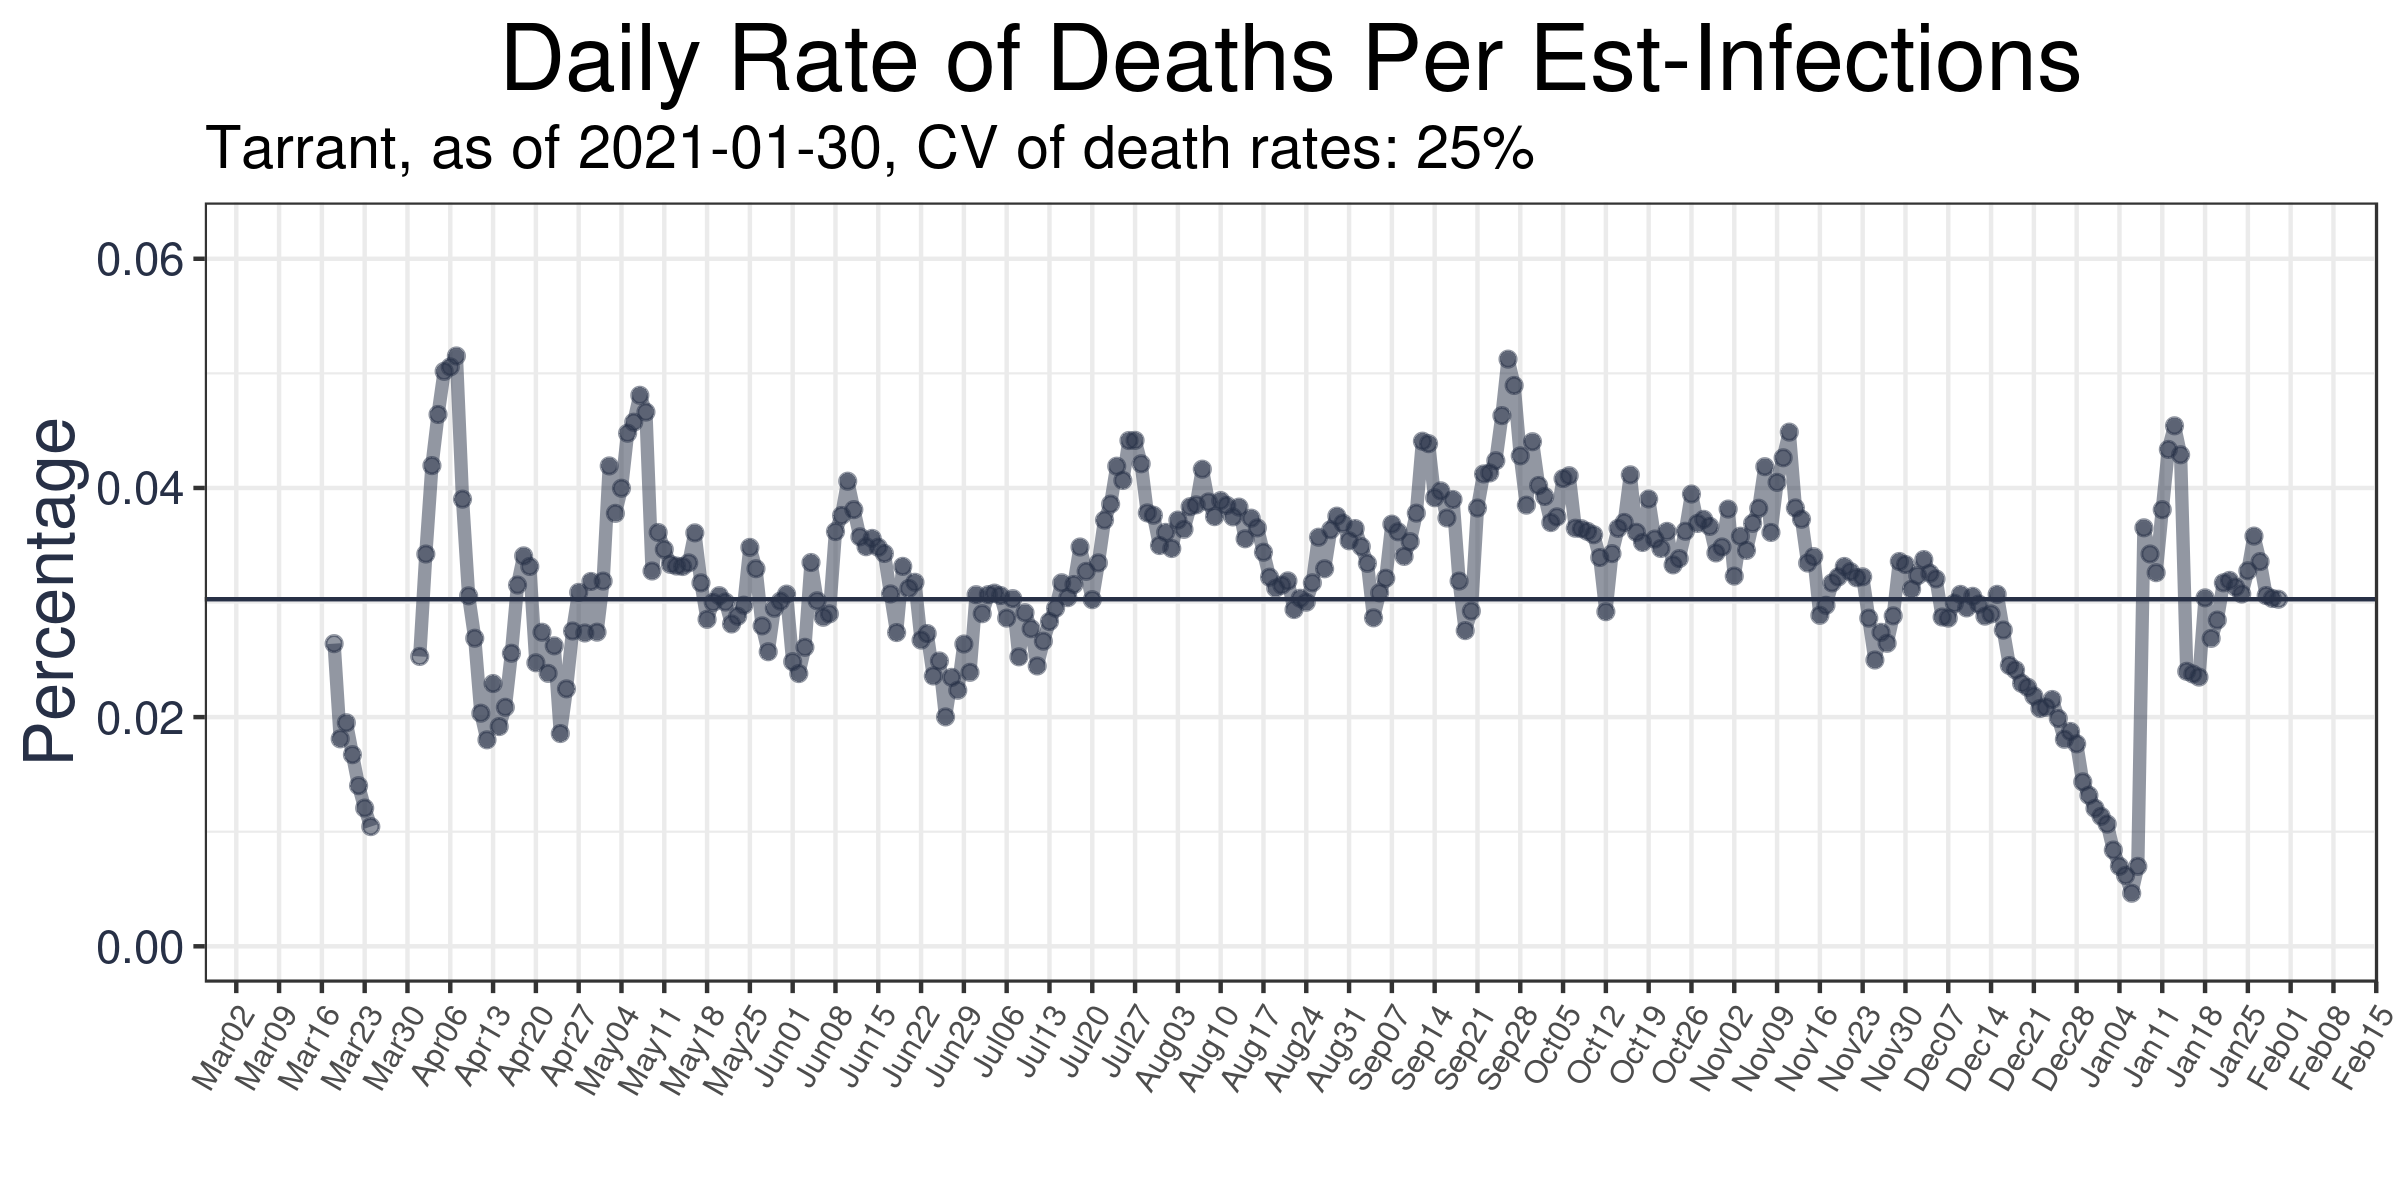 Daily Rate of Deaths Per Est-Infections
Tarrant, as of 2021-01-30, CV of death rates: 25%
Percentage
0.06
0.04
0.02
0.00
Mar02
Mar09
Mar16
Mar23
Mar30
Apr06
Apr13
Apr20
Apr27
May04
May11
May18
May25
Jun01
Jun08
Jun15
Jun22
Jun29
Jul06
Jul13
Jul20
Jul27
Aug03
Aug10
Aug17
Aug24
Aug31
Sep07
Sep14
Sep21
Sep28
Oct05
Oct12
Oct19
Oct26
Nov02
Nov09
Nov16
Nov23
Nov30
Dec07
Dec14
Dec21
Dec28
Jan04
Jan11
Jan18
Jan25
Feb01
Feb08
Feb15